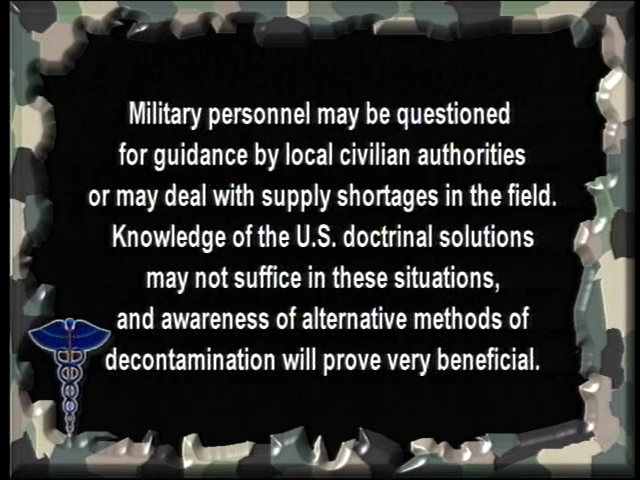 Military personnel may be questioned
for guidance by local civilian authorities
or may deal with supply shortages in the field.
Knowledge of the U.S. doctrinal solutions
may not suffice in these situations,
and awareness of alternative methods of
decontamination will prove very beneficial.